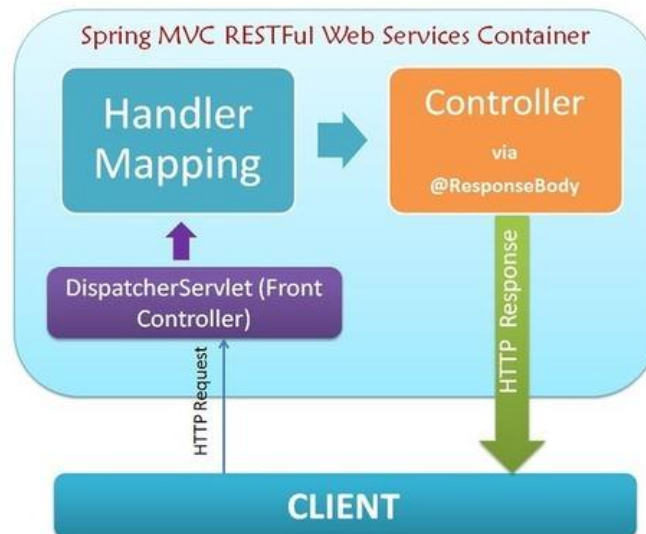 Spring MVC RESTFul Web Services Container
Handler
Mapping
Controller
via
@ResponseBody
DispatcherServlet (Front
Controller)
HTTP Request
HTTP Response
CLIENT